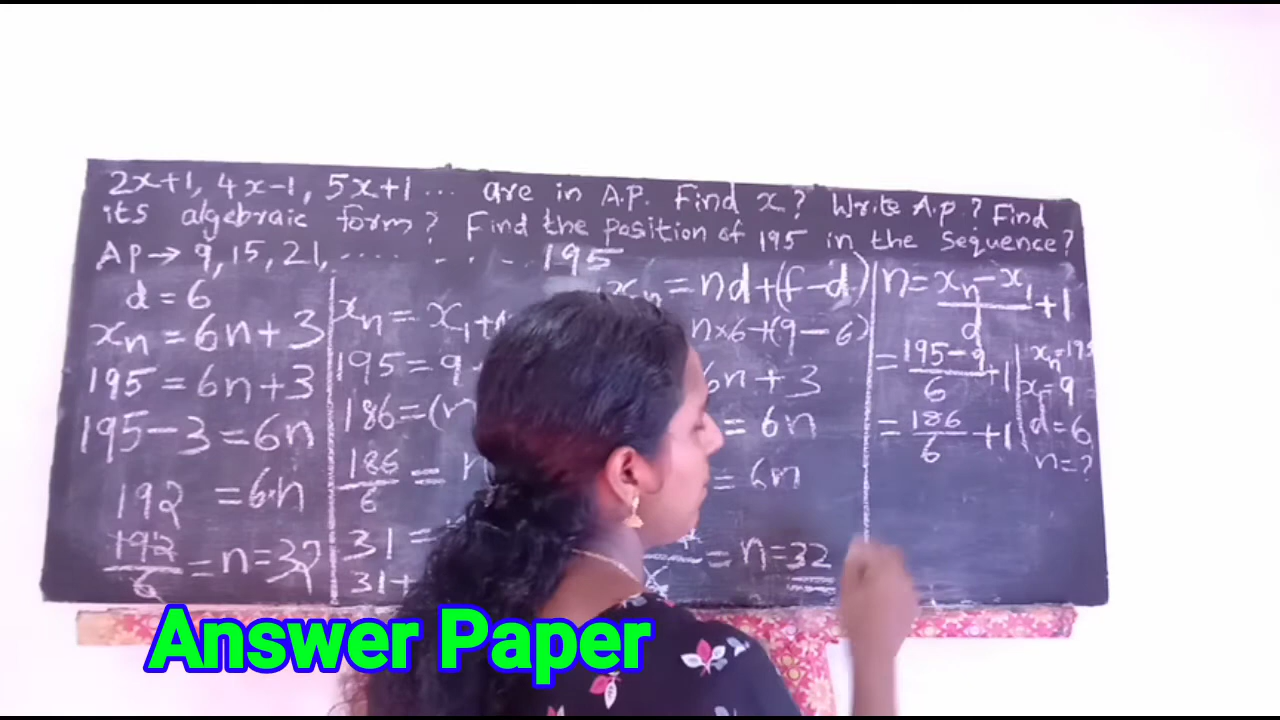 2x+1, 4x-1, 5x+1 ... are in A.P. Find x? Write A.p.? Find
its algebraic form? Find the position of 195 in the sequence?
AP → 9, 15, 21, ..... . . . 195
d = 6
xn = 6n+3
195 = 6n+3
195-3 = 6n
192 = 6n
192/6 = n = 32
xn = x1+
195 = 9
186 = (n
186/6 = n
31 =
31+
xn = nd+(f-d)
n×6+(9-6)
6n+3
= 6n
= 6n
= n = 32
n = xn - x1 / d + 1
= 195-9 / 6 + 1
= 186/6 + 1
xn = 195
x1 = 9
d = 6
n = ?
Answer Paper